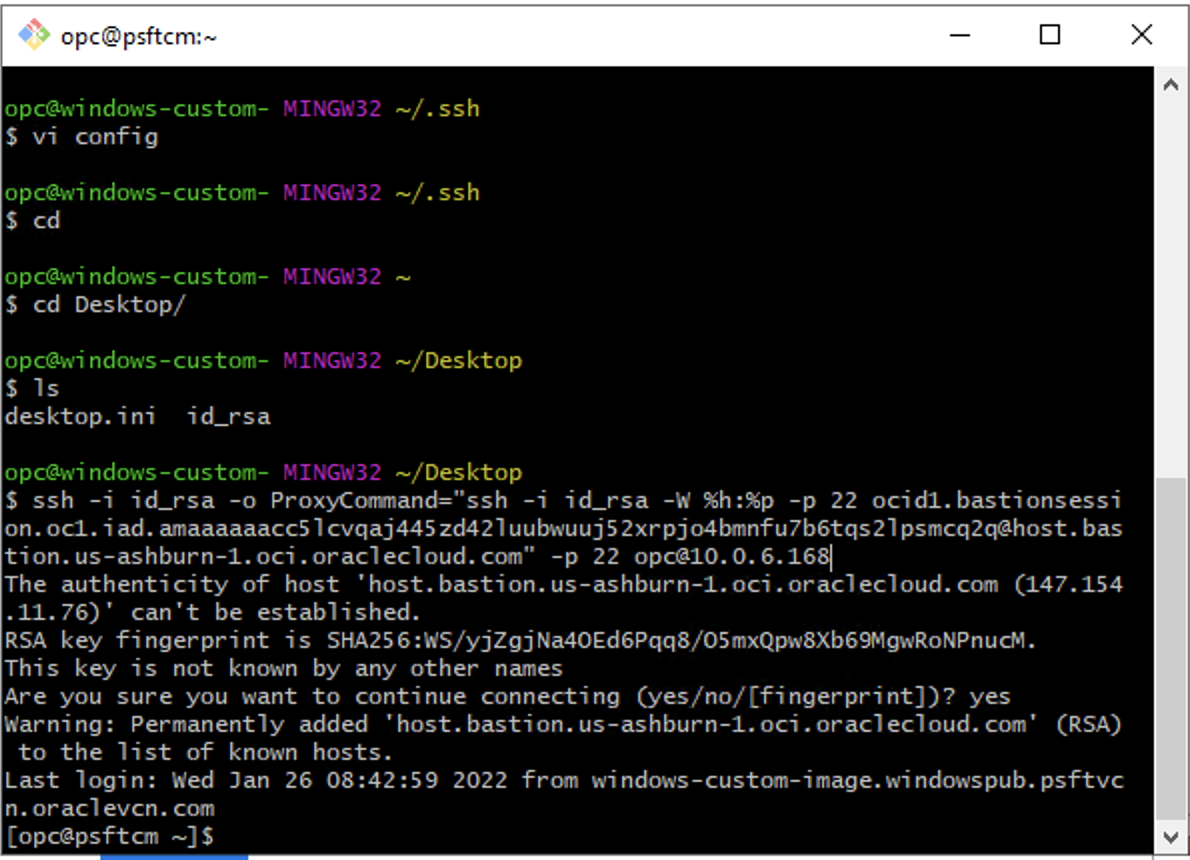 opc@psftcm:~
opc@windows-custom- MINGW32 ~/.ssh
$ vi config
opc@windows-custom- MINGW32 ~/.ssh
$ cd
opc@windows-custom- MINGW32 ~
$ cd Desktop/
opc@windows-custom- MINGW32 ~/Desktop
$ ls
desktop.ini  id_rsa
opc@windows-custom- MINGW32 ~/Desktop
$ ssh -i id_rsa -o ProxyCommand="ssh -i id_rsa -W %h:%p -p 22 ocid1.bastionsessi
on.oc1.iad.amaaaaaacc5lcvqaj445zd42luubwuuj52xrpjo4bmnfu7b6tqs2lpsmcq2q@host.bas
tion.us-ashburn-1.oci.oraclecloud.com" -p 22 opc@10.0.6.168
The authenticity of host 'host.bastion.us-ashburn-1.oci.oraclecloud.com (147.154
.11.76)' can't be established.
RSA key fingerprint is SHA256:WS/yjZgjNa4OEd6Pqq8/O5mxQpw8Xb69MgwRoNPnucM.
This key is not known by any other names
Are you sure you want to continue connecting (yes/no/[fingerprint])? yes
Warning: Permanently added 'host.bastion.us-ashburn-1.oci.oraclecloud.com' (RSA)
 to the list of known hosts.
Last login: Wed Jan 26 08:42:59 2022 from windows-custom-image.windowspub.psftvc
n.oraclevcn.com
[opc@psftcm ~]$